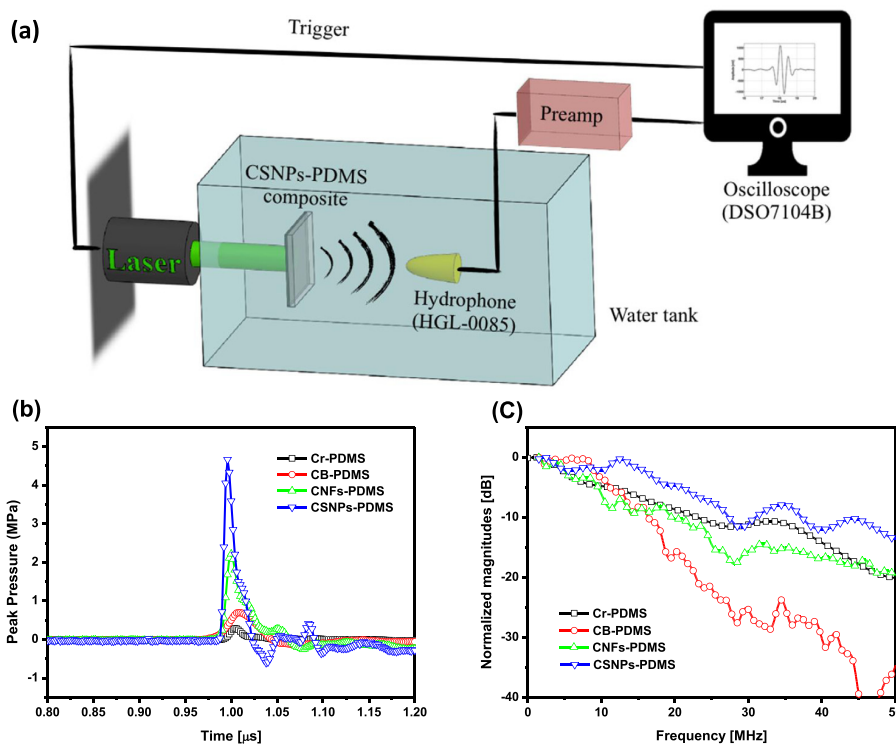 (a)
Trigger
Preamp
CSNPs-PDMS
composite
Laser
Hydrophone
(HGL-0085)
Water tank
Oscilloscope
(DSO7104B)
(b)
Peak Pressure (MPa)
5
4
3
2
1
0
-1
Cr-PDMS
CB-PDMS
CNFs-PDMS
CSNPs-PDMS
0.80 0.85 0.90 0.95 1.00 1.05 1.10 1.15 1.20
Time [µs]
(C)
Normalized magnitudes [dB]
0
-10
-20
-30
-40
Cr-PDMS
CB-PDMS
CNFs-PDMS
CSNPs-PDMS
0 10 20 30 40 5
Frequency [MHz]